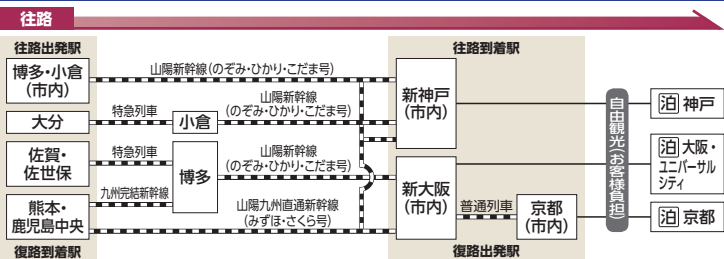 往路
往路出発駅
往路到着駅
博多・小倉
(市内)
山陽新幹線(のぞみ・ひかり・こだま号)
大分
特急列車
小倉
山陽新幹線
(のぞみ・ひかり・こだま号)
佐賀・
佐世保
特急列車
博多
山陽新幹線
(のぞみ・ひかり・こだま号)
九州完結新幹線
熊本・
鹿児島中央
山陽九州直通新幹線
(みずほ・さくら号)
新神戸
(市内)
新大阪
(市内)
普通列車
京都
(市内)
自由観光(お客様負担)
泊 神戸
泊 大阪・
ユニバーサル
シティ
泊 京都
復路到着駅
復路出発駅